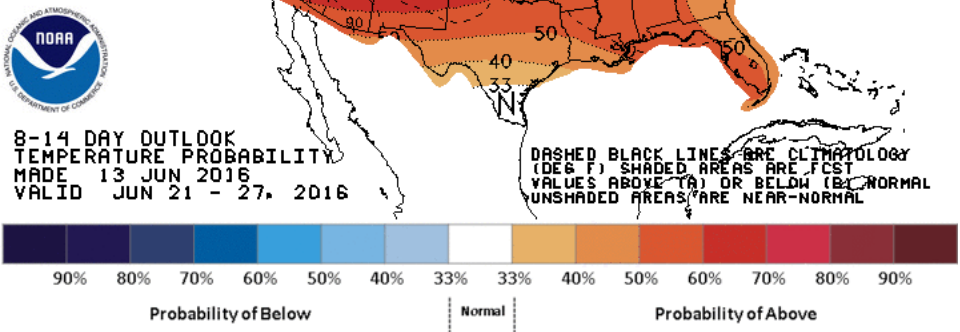 NATIONAL OCEANIC AND ATMOSPHERIC ADMINISTRATION
NOAA
U.S. DEPARTMENT OF COMMERCE
90
50
50
40
33
N
8-14 DAY OUTLOOK
TEMPERATURE PROBABILITY
MADE 13 JUN 2016
VALID JUN 21 - 27, 2016
DASHED BLACK LINES ARE CLIMATOLOGY
(DEG F) SHADED AREAS ARE FCST
VALUES ABOVE (A) OR BELOW (B) NORMAL
UNSHADED AREAS ARE NEAR-NORMAL
90% 80% 70% 60% 50% 40% 33% 33% 40% 50% 60% 70% 80% 90%
Probability of Below Normal Probability of Above